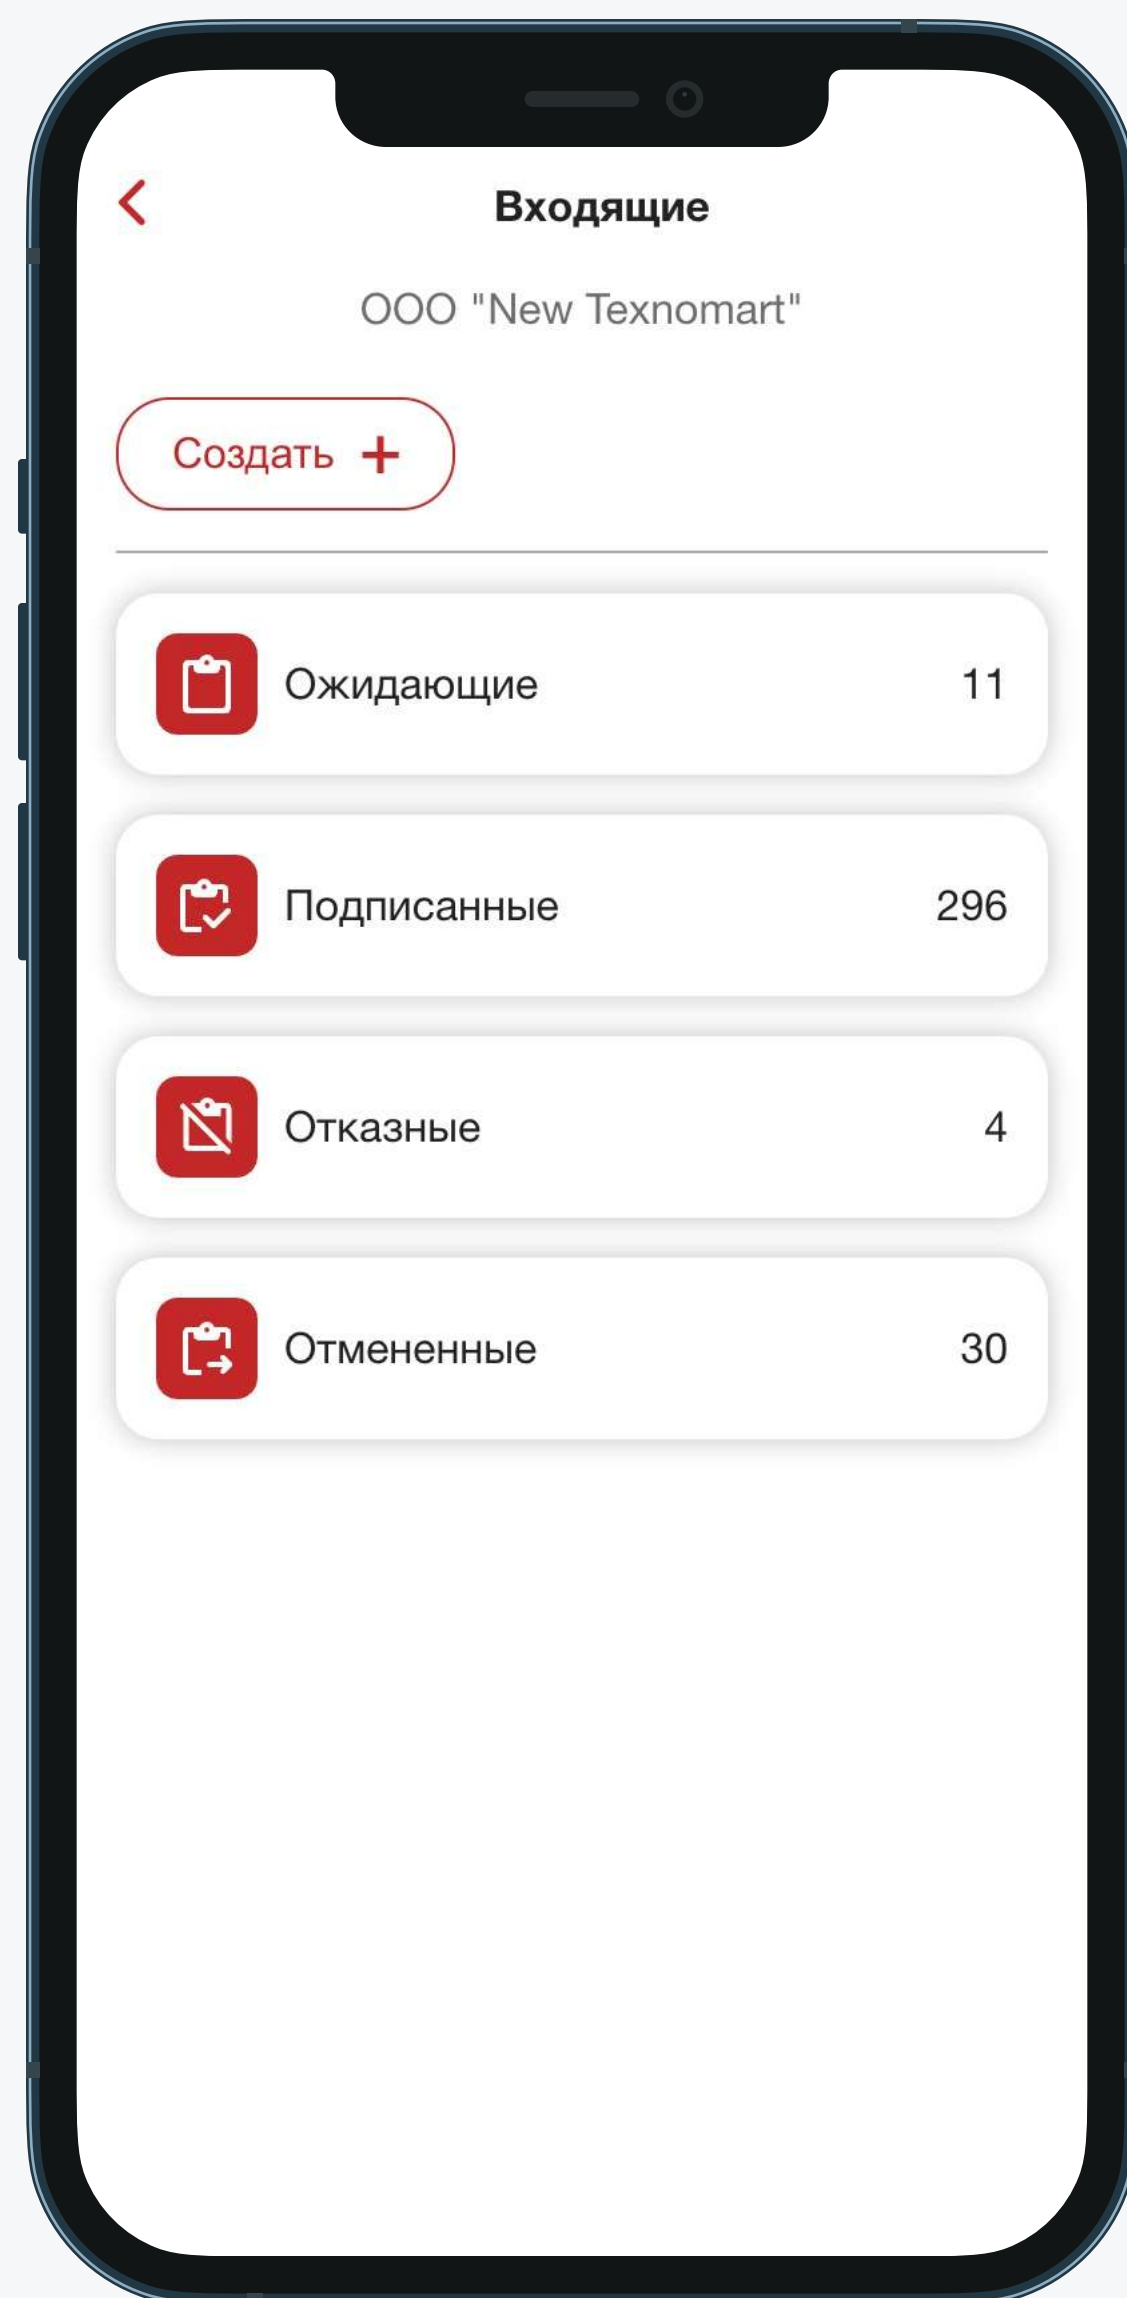 Входящие
ООО "New Texnomart"
Создать +
Ожидающие 11
Подписанные 296
Отказные 4
Отмененные 30